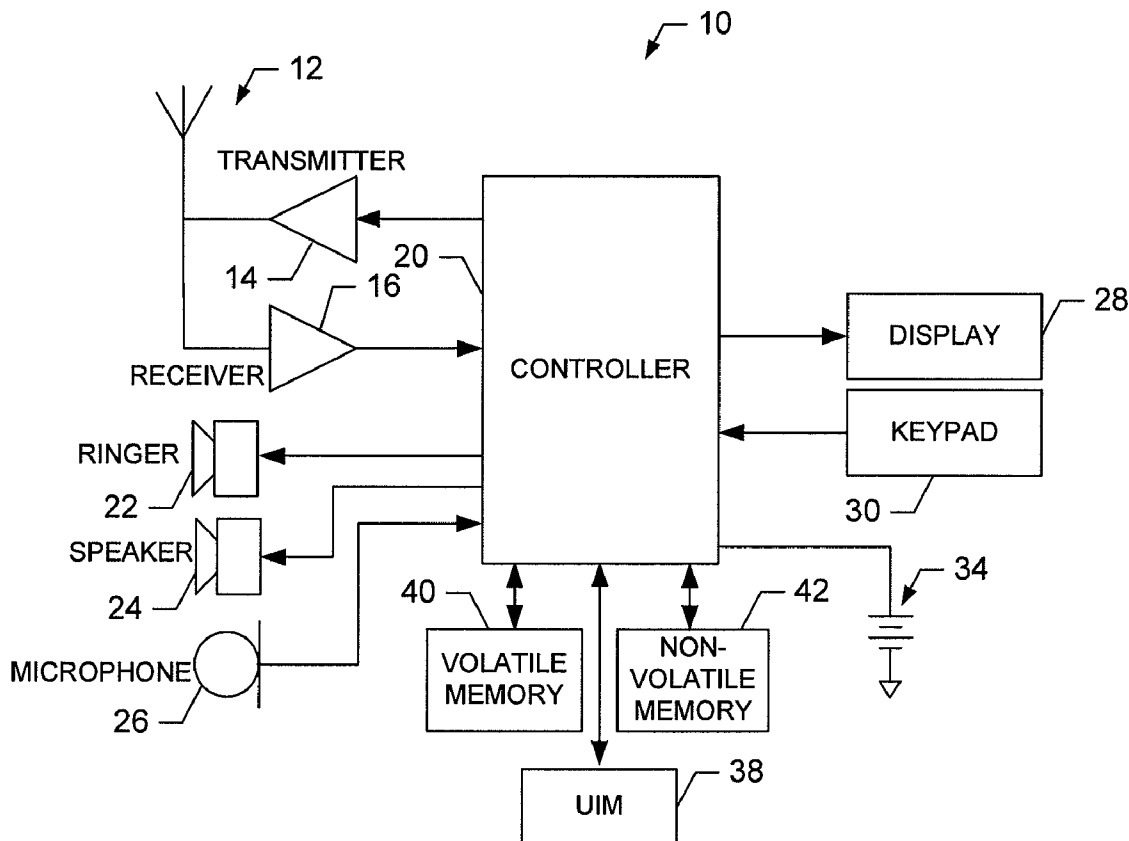 10
12
TRANSMITTER
14
20
16
RECEIVER
CONTROLLER
DISPLAY
28
KEYPAD
30
RINGER
22
SPEAKER
24
MICROPHONE
26
40
VOLATILE
MEMORY
42
NON-
VOLATILE
MEMORY
34
UIM
38